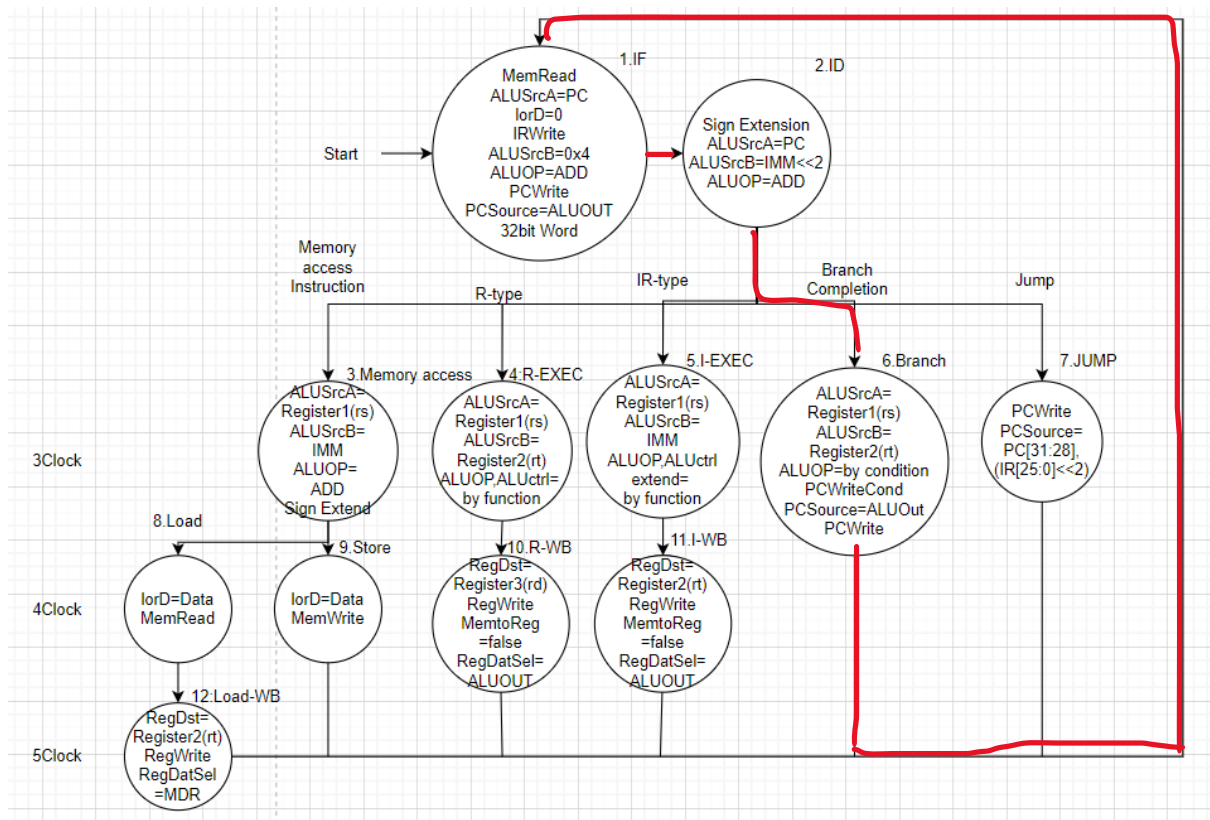 1.IF
MemRead
ALUSrcA=PC
IorD=0
IRWrite
ALUSrcB=0x4
ALUOP=ADD
PCWrite
PCSource=ALUOUT
32bit Word
2.ID
Sign Extension
ALUSrcA=PC
ALUSrcB=IMM<<2
ALUOP=ADD
Start
Memory
access
Instruction
R-type
IR-type
Branch
Completion
Jump
3Clock
3.Memory access
ALUSrcA=
Register1(rs)
ALUSrcB=
IMM
ALUOP=
ADD
Sign Extend
4:R-EXEC
ALUSrcA=
Register1(rs)
ALUSrcB=
Register2(rt)
ALUOP,ALUctrl=
by function
5.I-EXEC
ALUSrcA=
Register1(rs)
ALUSrcB=
IMM
ALUOP,ALUctrl
extend=
by function
6.Branch
ALUSrcA=
Register1(rs)
ALUSrcB=
Register2(rt)
ALUOP=by condition
PCWriteCond
PCSource=ALUOut
PCWrite
7.JUMP
PCWrite
PCSource=
PC[31:28],
(IR[25:0]<<2)
4Clock
8.Load
IorD=Data
MemRead
9.Store
IorD=Data
MemWrite
10.R-WB
RegDst=
Register3(rd)
RegWrite
MemtoReg
=false
RegDatSel=
ALUOUT
11.I-WB
RegDst=
Register2(rt)
RegWrite
MemtoReg
=false
RegDatSel=
ALUOUT
5Clock
12:Load-WB
RegDst=
Register2(rt)
RegWrite
RegDatSel
=MDR